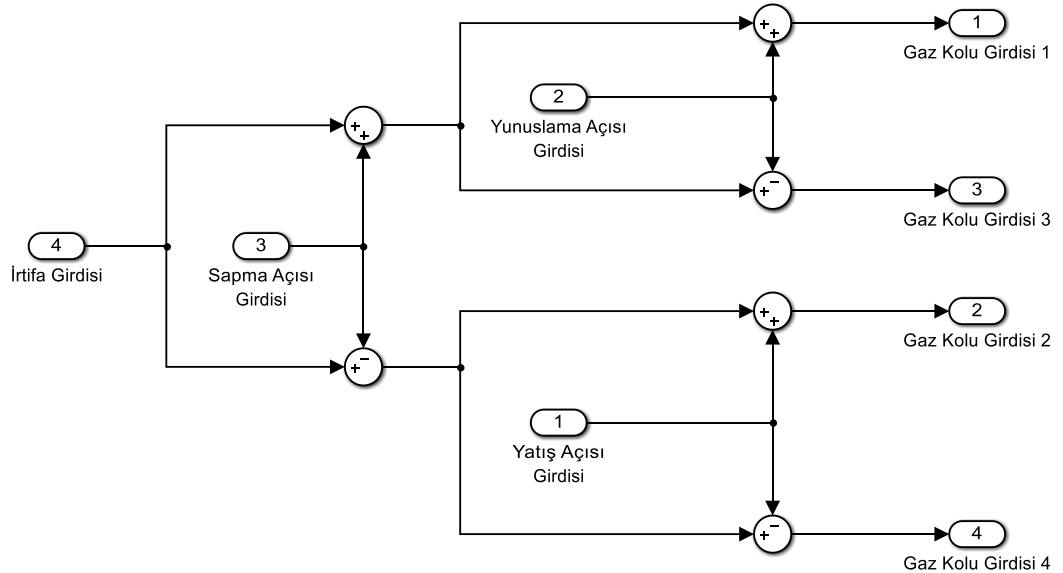 1
Gaz Kolu Girdisi 1
2
Yunuslama Açısı
Girdisi
3
Gaz Kolu Girdisi 3
4
İrtifa Girdisi
3
Sapma Açısı
Girdisi
2
Gaz Kolu Girdisi 2
1
Yatış Açısı
Girdisi
4
Gaz Kolu Girdisi 4